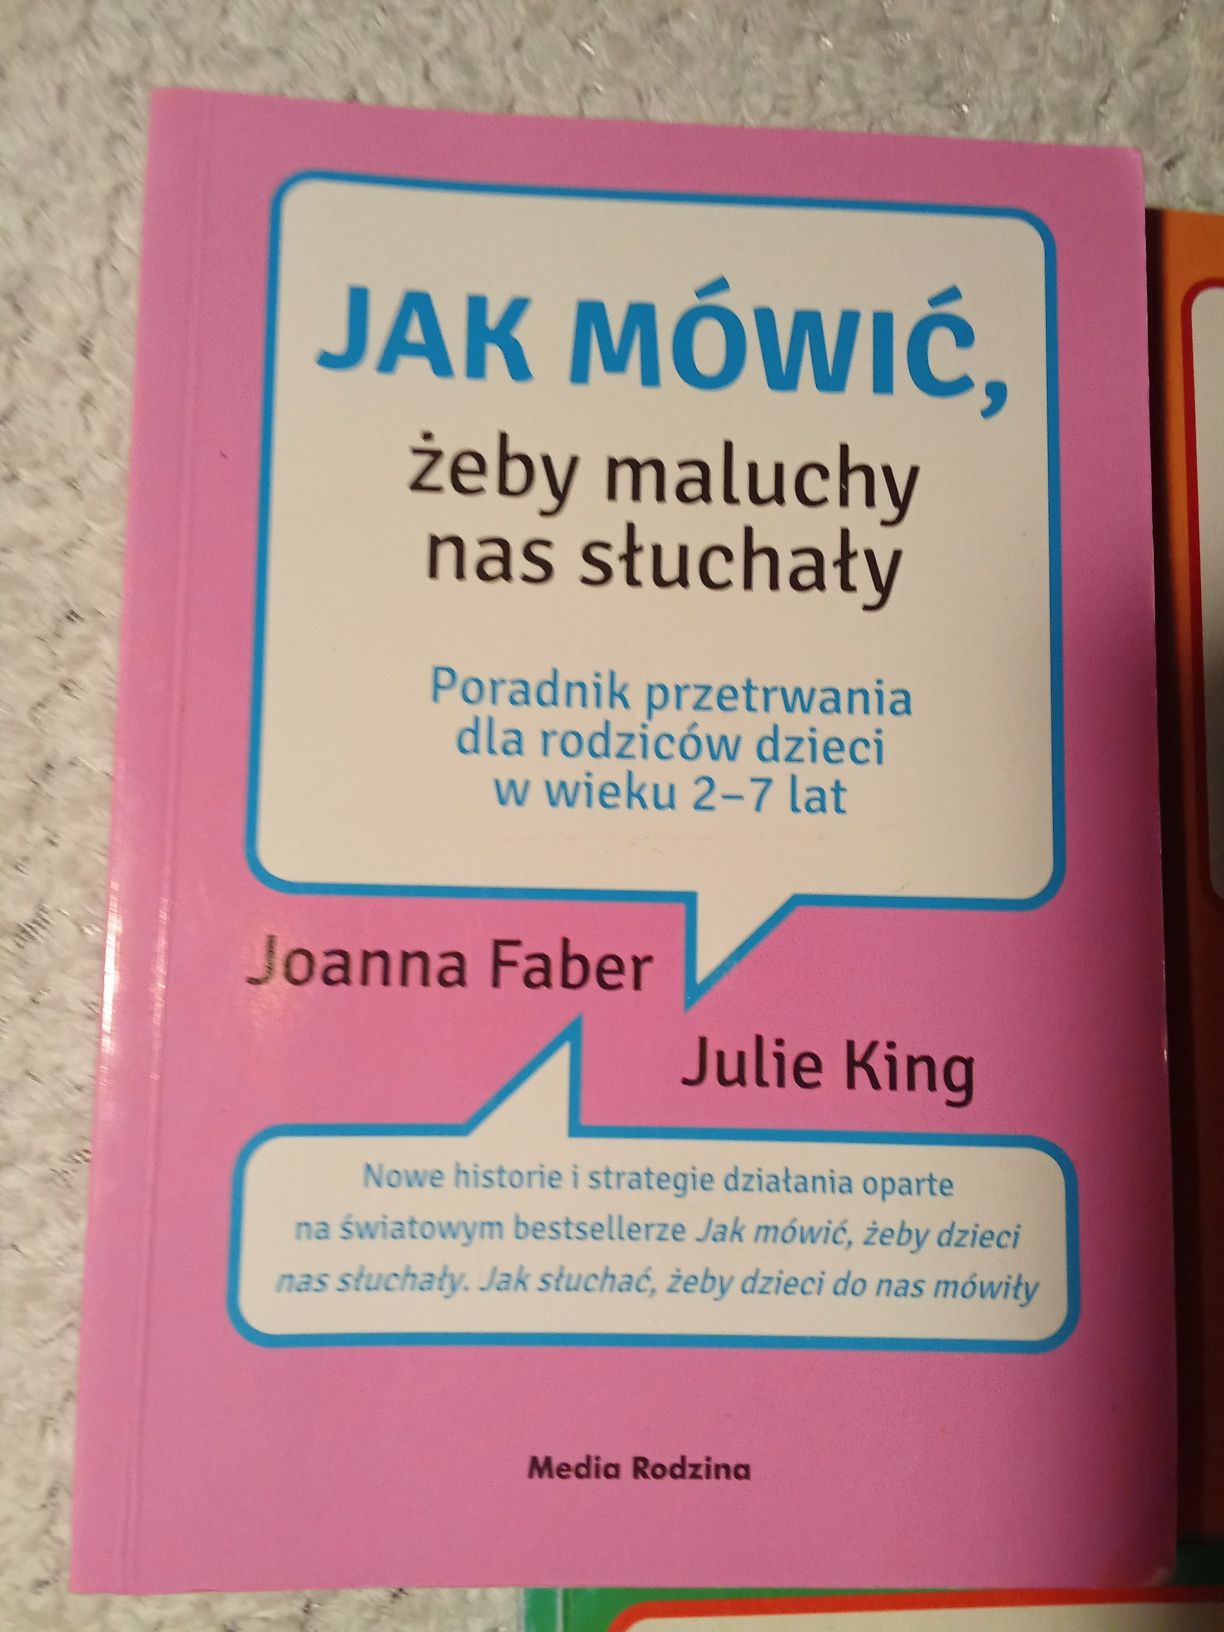 JAK MÓWIĆ,
żeby maluchy
nas słuchały
Poradnik przetrwania
dla rodziców dzieci
w wieku 2–7 lat
Joanna Faber
Julie King
Nowe historie i strategie działania oparte
na światowym bestsellerze Jak mówić, żeby dzieci
nas słuchały. Jak słuchać, żeby dzieci do nas mówiły
Media Rodzina